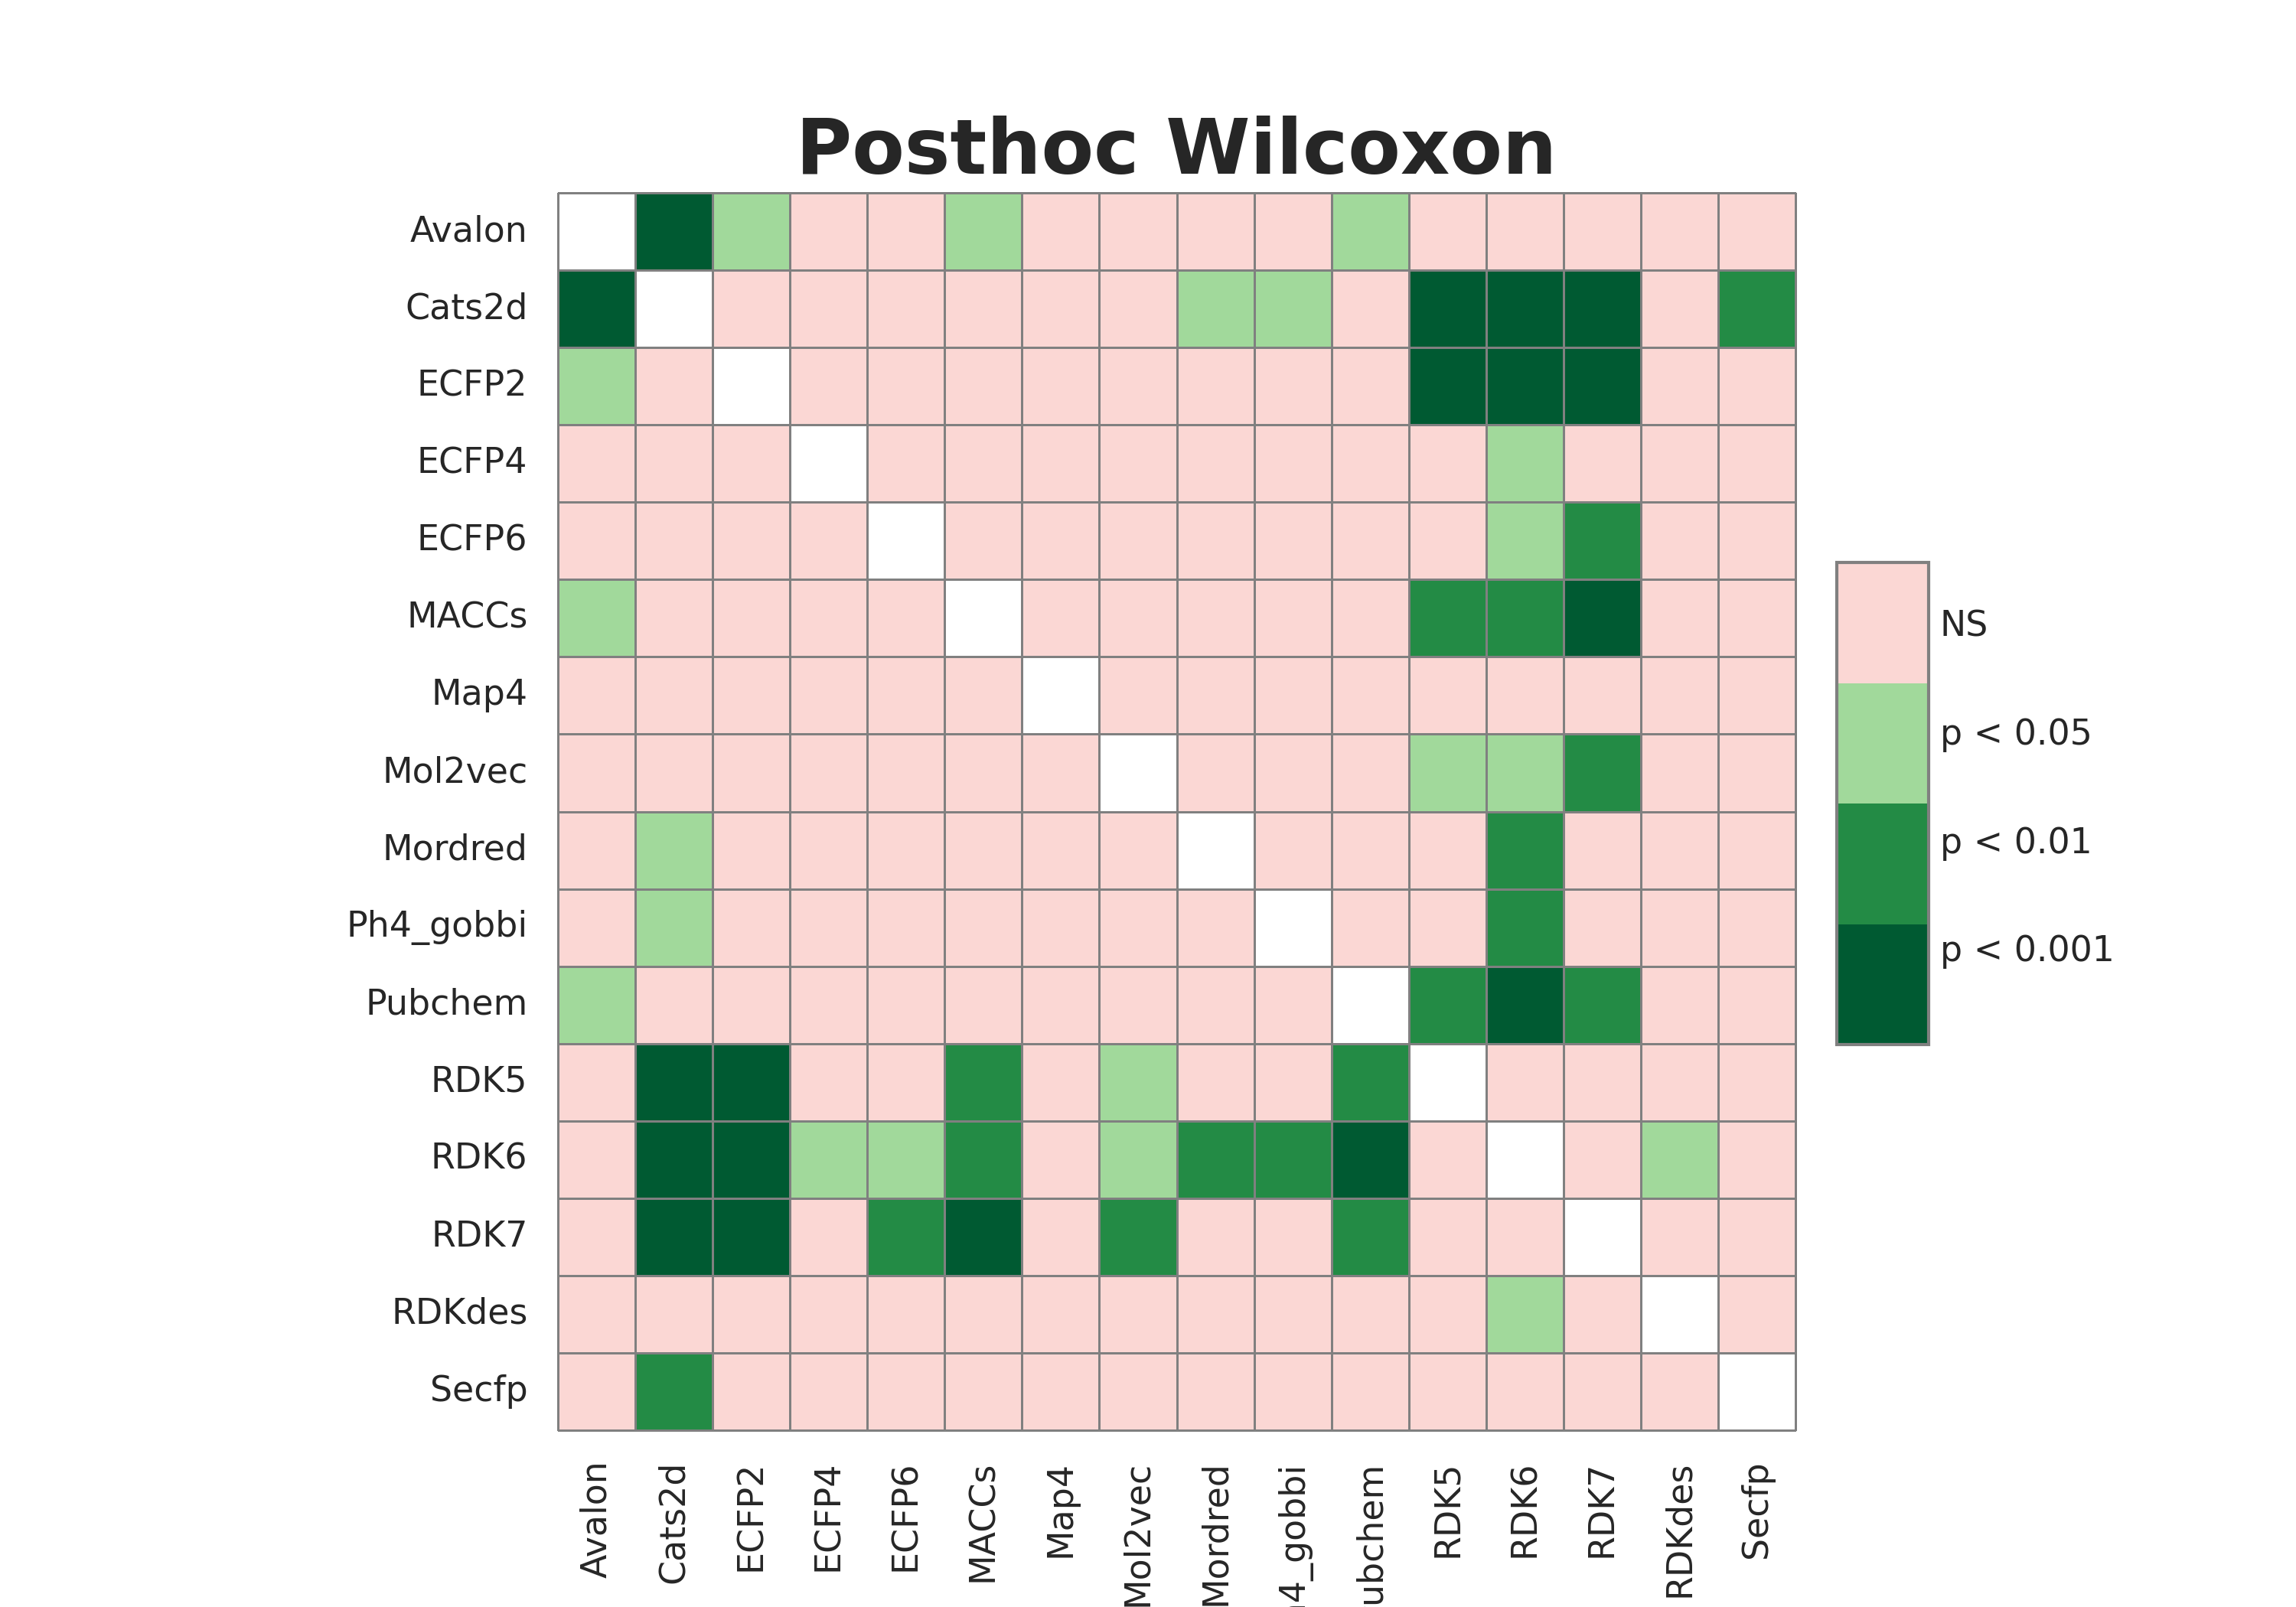 Posthoc Wilcoxon
Avalon
Cats2d
ECFP2
ECFP4
ECFP6
MACCs
Map4
Mol2vec
Mordred
Ph4_gobbi
Pubchem
RDK5
RDK6
RDK7
RDKdes
Secfp
NS
p < 0.05
p < 0.01
p < 0.001
Avalon
Cats2d
ECFP2
ECFP4
ECFP6
MACCs
Map4
Mol2vec
Mordred
4_gobbi
ubchem
RDK5
RDK6
RDK7
RDKdes
Secfp